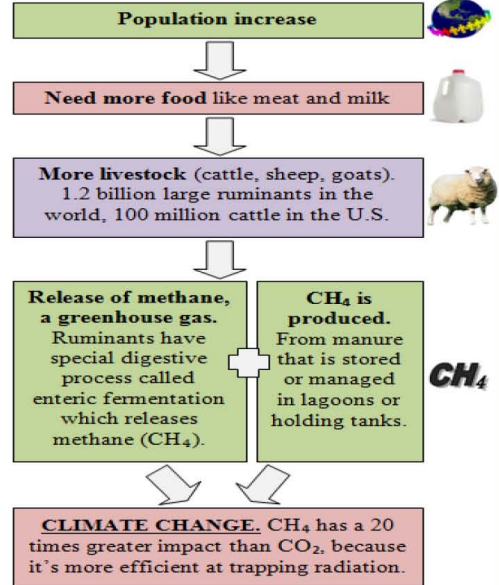 Population increase
Need more food like meat and milk
More livestock (cattle, sheep, goats).
1.2 billion large ruminants in the
world, 100 million cattle in the U.S.
Release of methane,
a greenhouse gas.
Ruminants have
special digestive
process called
enteric fermentation
which releases
methane (CH₄).
CH₄ is
produced.
From manure
that is stored
or managed
in lagoons or
holding tanks.
CH₄
CLIMATE CHANGE. CH₄ has a 20
times greater impact than CO₂, because
it's more efficient at trapping radiation.